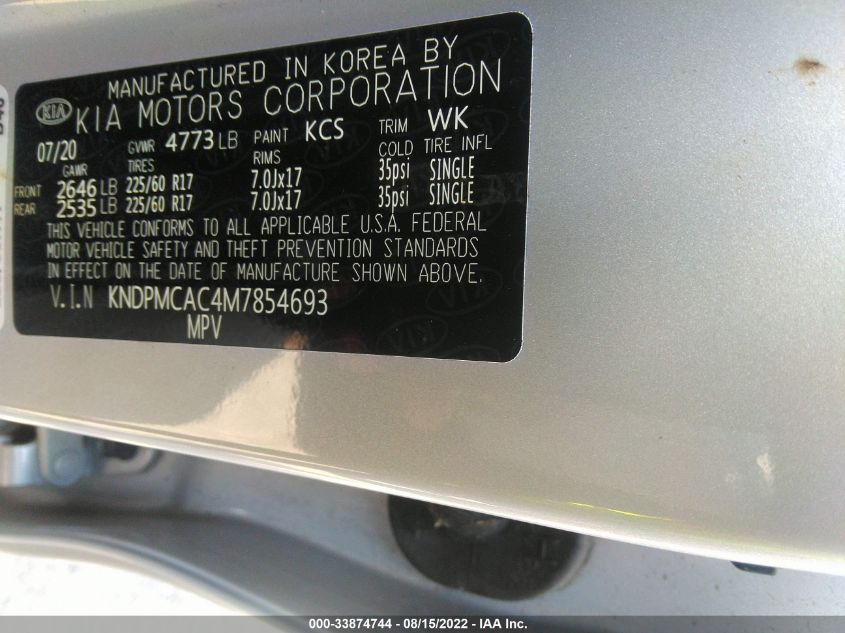 MANUFACTURED IN KOREA BY
KIA KIA MOTORS CORPORATION
07/20 GVWR 4773 LB PAINT KCS TRIM WK
GAWR TIRES RIMS COLD TIRE INFL
FRONT 2646 LB 225/60 R17 7.0Jx17 35psi SINGLE
REAR 2535 LB 225/60 R17 7.0Jx17 35psi SINGLE
THIS VEHICLE CONFORMS TO ALL APPLICABLE U.S.A. FEDERAL
MOTOR VEHICLE SAFETY AND THEFT PREVENTION STANDARDS
IN EFFECT ON THE DATE OF MANUFACTURE SHOWN ABOVE.
V.I.N KNDPMCAC4M7854693
MPV
000-33874744 - 08/15/2022 - IAA Inc.